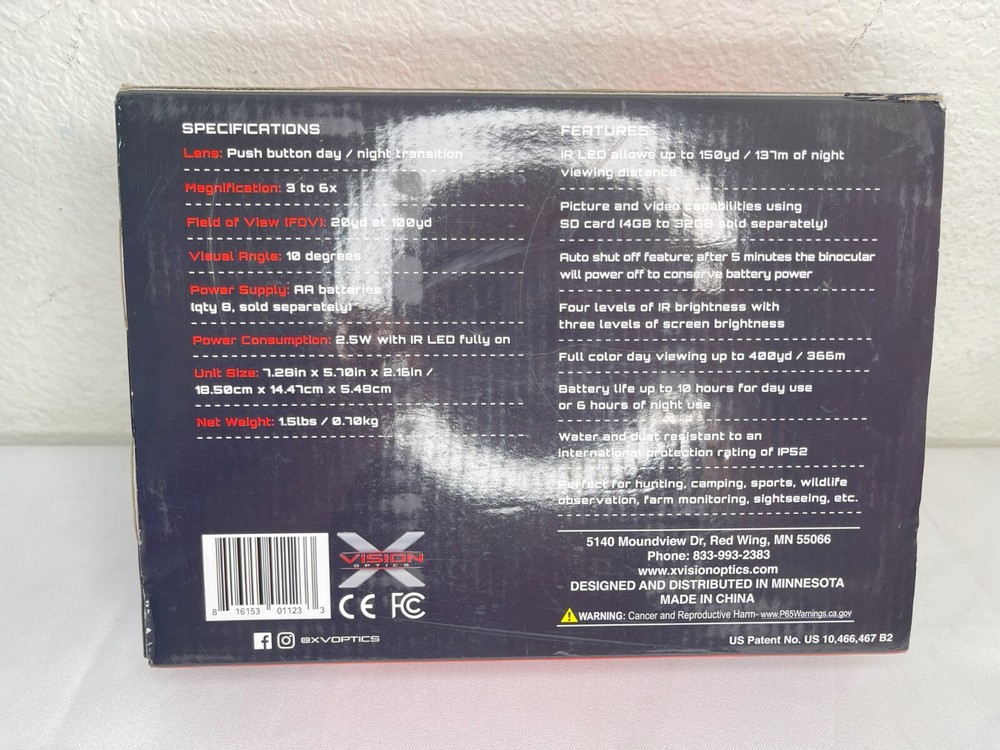 SPECIFICATIONS
Lens: Push button day / night transition
Magnification: 3 to 6x
Field of View (FOV): 20yd at 100yd
Visual Angle: 10 degrees
Power Supply: AA batteries
(qty 8, sold separately)
Power Consumption: 2.5W with IR LED fully on
Unit Size: 7.28in x 5.70in x 2.16in /
18.50cm x 14.47cm x 5.48cm
Net Weight: 1.5lbs / 0.70kg
FEATURES
IR LED allows up to 150yd / 137m of night
viewing distance
Picture and video capabilities using
SD card (4GB to 32GB sold separately)
Auto shut off feature; after 5 minutes the binocular
will power off to conserve battery power
Four levels of IR brightness with
three levels of screen brightness
Full color day viewing up to 400yd / 366m
Battery life up to 10 hours for day use
or 6 hours of night use
Water and dust resistant to an
international protection rating of IP52
Perfect for hunting, camping, sports, wildlife
observation, farm monitoring, sightseeing, etc.
8 16153 01123 3
X VISION
OPTICS
CE FC
@XVOPTICS
5140 Moundview Dr, Red Wing, MN 55066
Phone: 833-993-2383
www.xvisionoptics.com
DESIGNED AND DISTRIBUTED IN MINNESOTA
MADE IN CHINA
WARNING: Cancer and Reproductive Harm- www.P65Warnings.ca.gov
US Patent No. US 10,466,467 B2